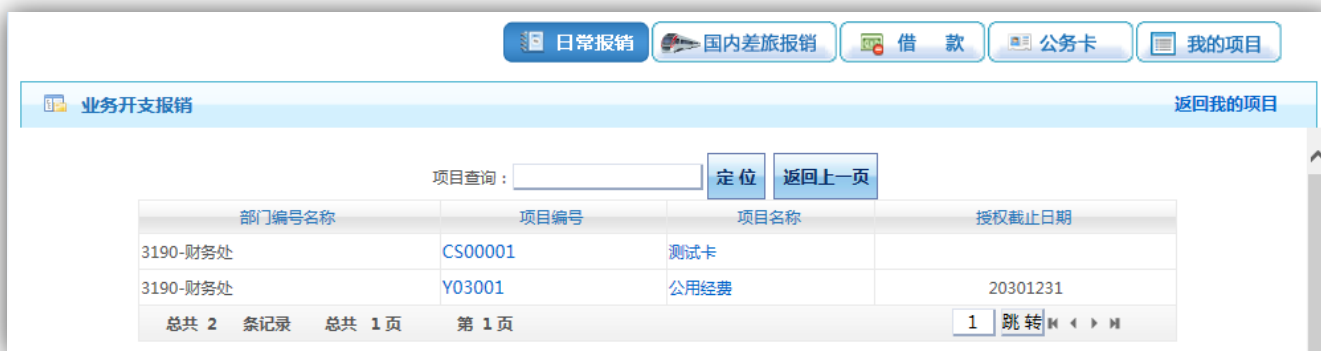 日常报销 国内差旅报销 借 款 公务卡 我的项目
业务开支报销 返回我的项目
项目查询： 定位 返回上一页
部门编号名称 项目编号 项目名称 授权截止日期
3190-财务处 CS00001 测试卡
3190-财务处 Y03001 公用经费 20301231
总共 2 条记录 总共 1 页 第 1 页 1 跳转